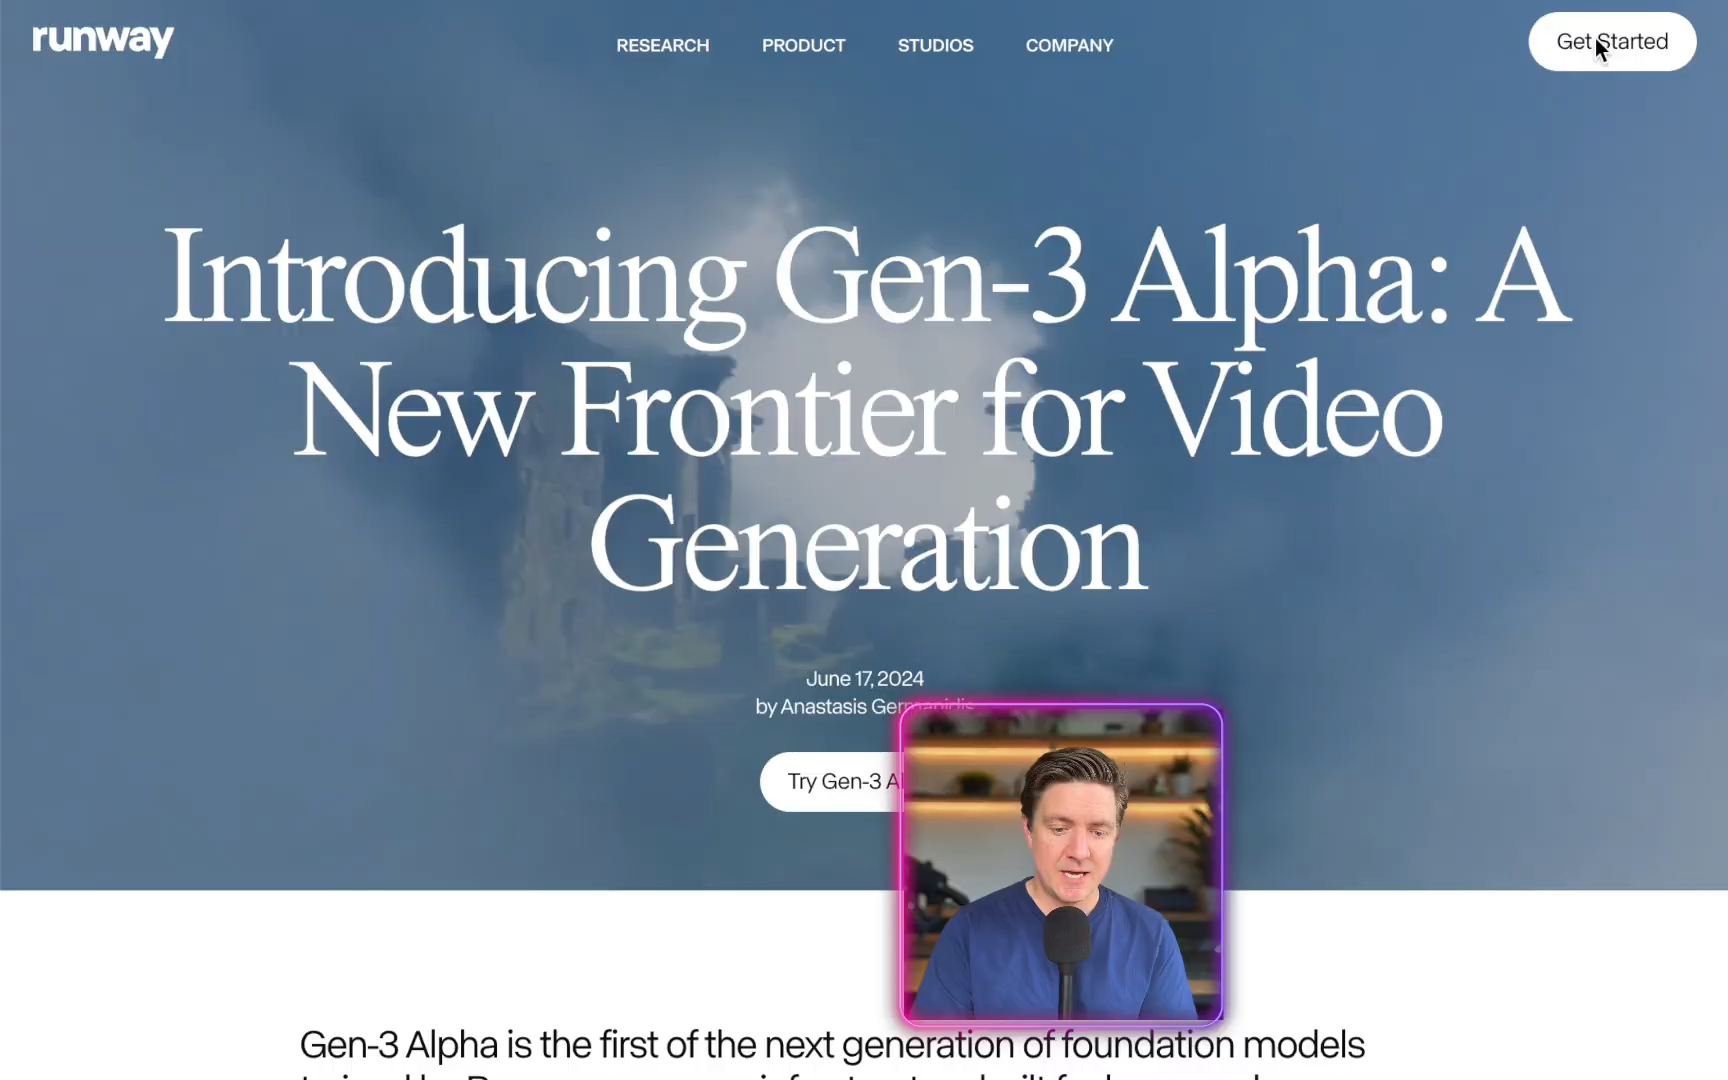 runway
RESEARCH PRODUCT STUDIOS COMPANY
Get Started
Introducing Gen-3 Alpha: A
New Frontier for Video
Generation
June 17, 2024
by Anastasis Germanidis
Try Gen-3
Gen-3 Alpha is the first of the next generation of foundation models